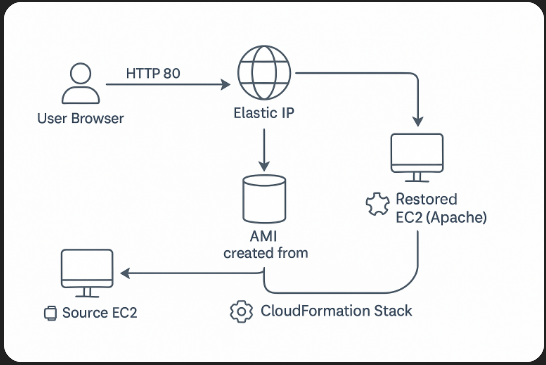 HTTP 80
User Browser
Elastic IP
Restored
EC2 (Apache)
AMI
created from
Source EC2
CloudFormation Stack